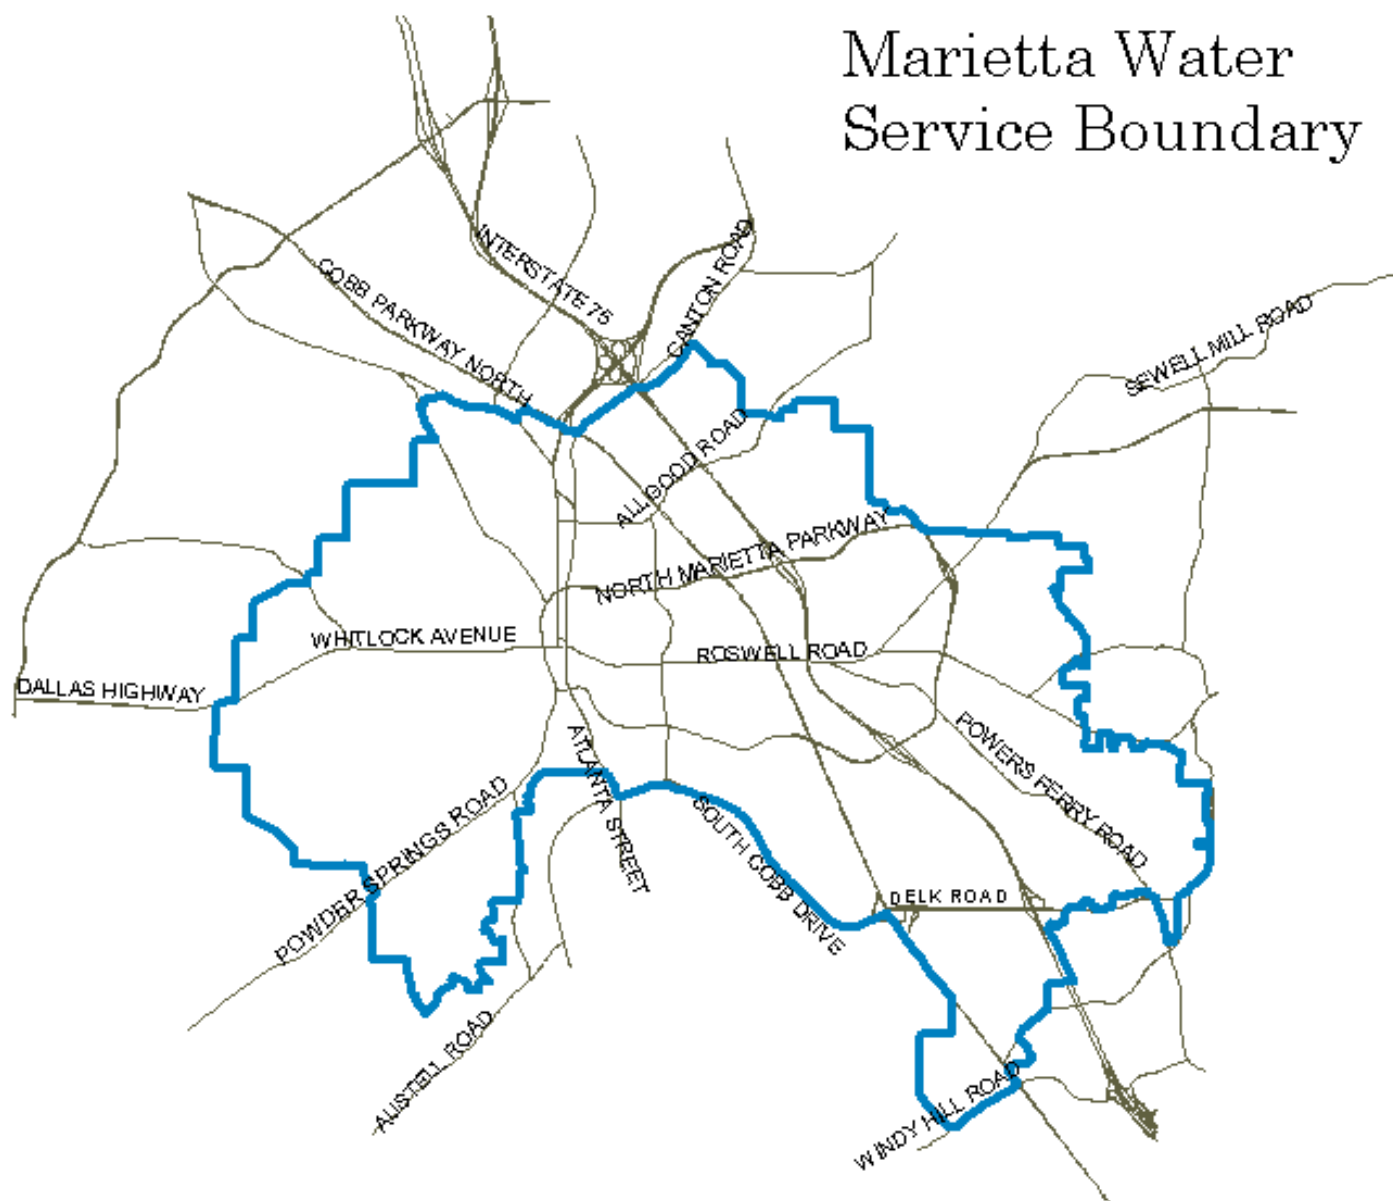 Marietta Water
Service Boundary
INTERSTATE 75
CANTON ROAD
COBB PARKWAY NORTH
SEWELL MILL ROAD
ALLGOOD ROAD
NORTH MARIETTA PARKWAY
WHITLOCK AVENUE
ROSWELL ROAD
DALLAS HIGHWAY
POWERS FERRY ROAD
ATLANTA STREET
POWDER SPRINGS ROAD
SOUTH COBB DRIVE
DELK ROAD
AUSTELL ROAD
WINDY HILL ROAD